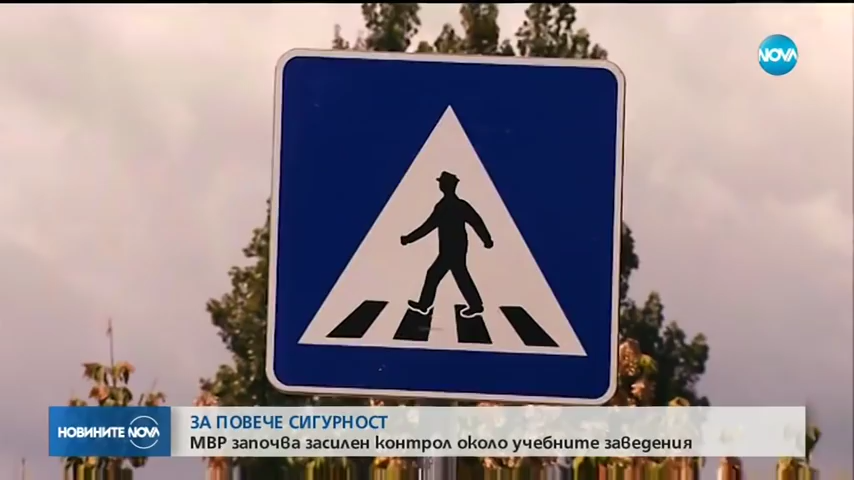 NOVA
ЗА ПОВЕЧЕ СИГУРНОСТ
НОВИНИТЕ NOVA
МВР започва засилен контрол около учебните заведения